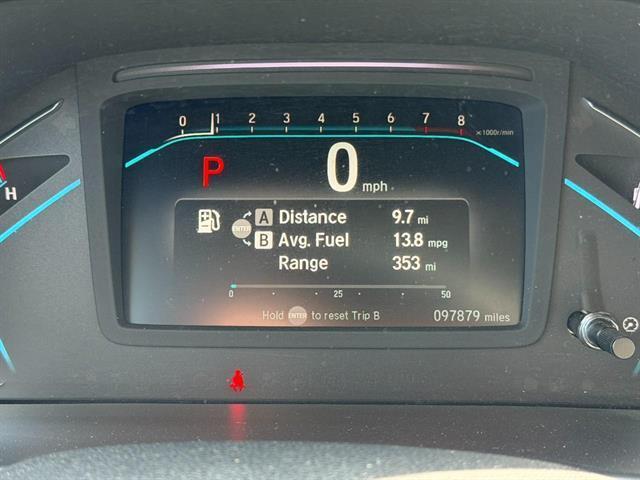 0 1 2 3 4 5 6 7 8 x1000r/min
P 0 mph
H
A Distance 9.7 mi
ENTER
B Avg. Fuel 13.8 mpg
Range 353 mi
0 25 50
Hold ENTER to reset Trip B 097879 miles